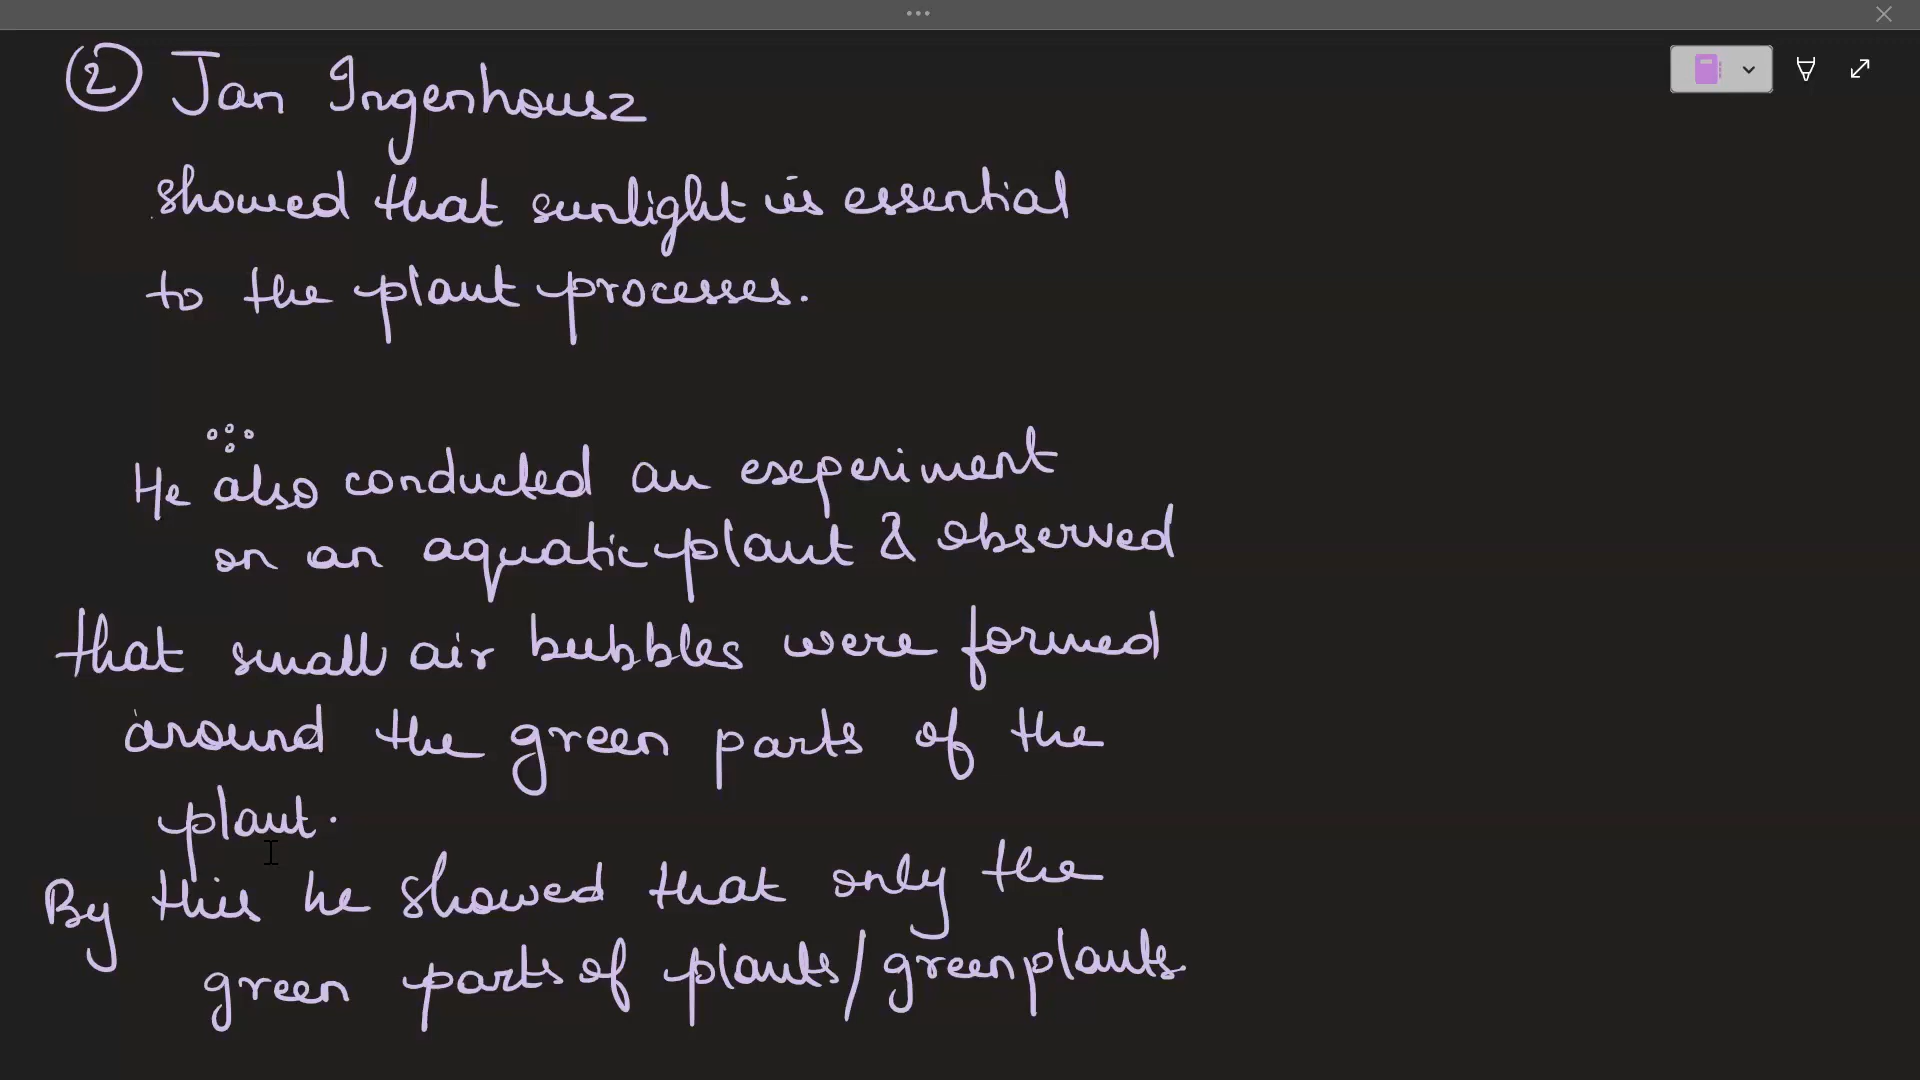 ② Jan Ingenhousz
showed that sunlight is essential
to the plant processes.
He also conducted an experiment
on an aquatic plant & observed
that small air bubbles were formed
around the green parts of the
plant.
By this he showed that only the
green parts of plants/green plants.